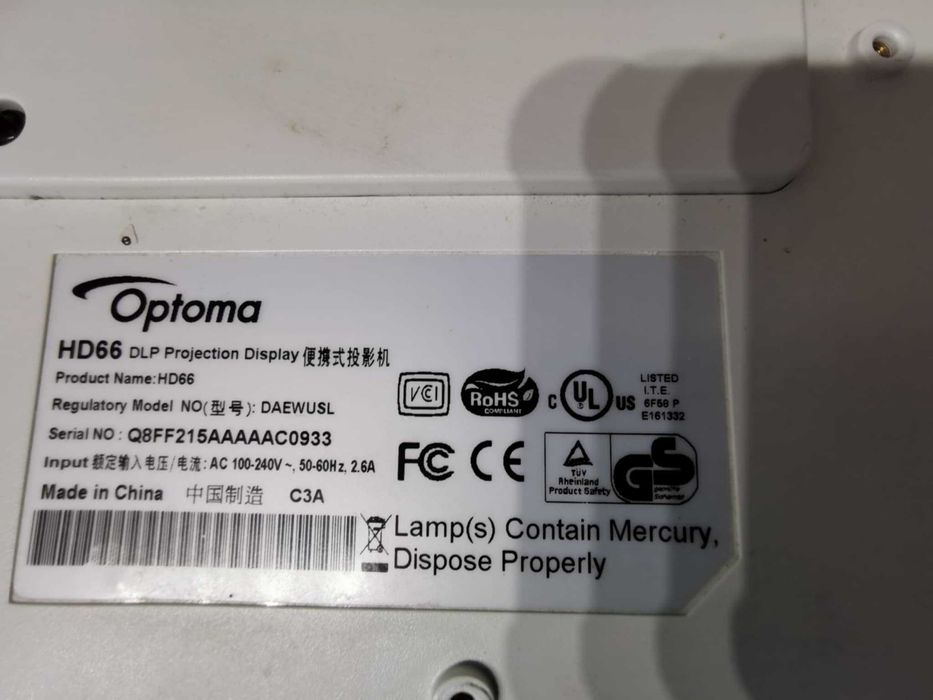 Optoma
HD66 DLP Projection Display 便携式投影机
Product Name:HD66
Regulatory Model NO(型号): DAEWUSL
Serial NO : Q8FF215AAAAAC0933
Input 额定输入电压/电流: AC 100-240V ~, 50-60Hz, 2.6A
Made in China 中国制造 C3A
VCI
RoHS
COMPLIANT
C UL US
LISTED
I.T.E.
6F58 P
E161332
FC CE
TÜV
Rheinland
Product Safety
GS
geprüfte
Sicherheit
Lamp(s) Contain Mercury,
Dispose Properly